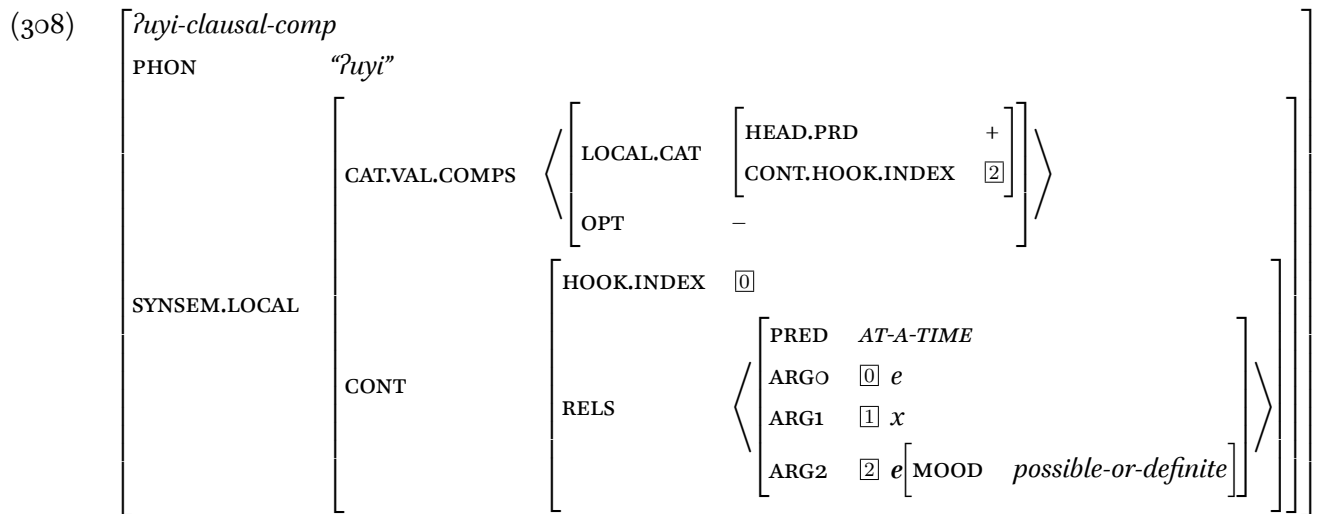 (308) ʔuyi-clausal-comp
PHON “ʔuyi”
HEAD.PRD +
LOCAL.CAT
CONT.HOOK.INDEX 2
CAT.VAL.COMPS
OPT –
HOOK.INDEX 0
SYNSEM.LOCAL
PRED AT-A-TIME
ARG0 0 e
CONT
RELS
ARG1 1 x
ARG2 2 e[MOOD possible-or-definite]